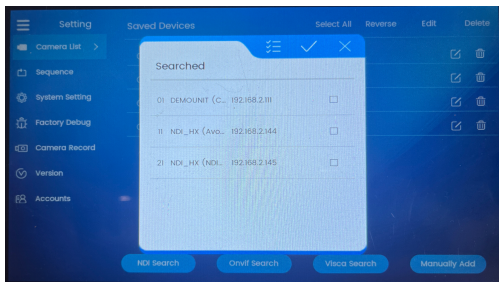 Setting
Saved Devices
Select All
Reverse
Edit
Delete
Camera List >
Sequence
System Setting
Factory Debug
Camera Record
Version
Accounts
Searched
01 DEMOUNIT (C... 192.168.2.111
11 NDI_HX (Avo... 192.168.2.144
21 NDI_HX (NDI... 192.168.2.145
NDI Search
Onvif Search
Visca Search
Manually Add